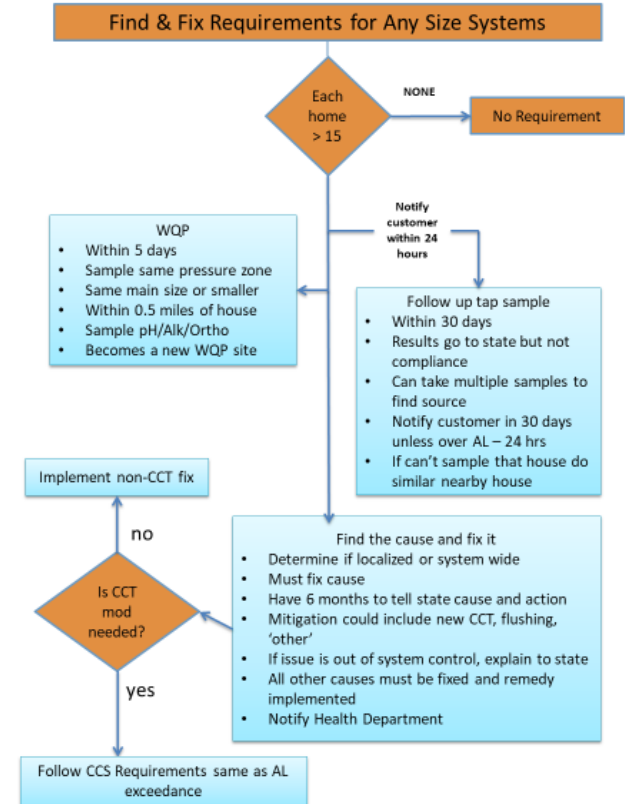 Find & Fix Requirements for Any Size Systems
Each
home
> 15
NONE
No Requirement
Notify
customer
within 24
hours
WQP
• Within 5 days
• Sample same pressure zone
• Same main size or smaller
• Within 0.5 miles of house
• Sample pH/Alk/Ortho
• Becomes a new WQP site
Follow up tap sample
• Within 30 days
• Results go to state but not
compliance
• Can take multiple samples to
find source
• Notify customer in 30 days
unless over AL – 24 hrs
• If can't sample that house do
similar nearby house
Implement non-CCT fix
no
Is CCT
mod
needed?
yes
Find the cause and fix it
• Determine if localized or system wide
• Must fix cause
• Have 6 months to tell state cause and action
• Mitigation could include new CCT, flushing,
'other'
• If issue is out of system control, explain to state
• All other causes must be fixed and remedy
implemented
• Notify Health Department
Follow CCS Requirements same as AL
exceedance